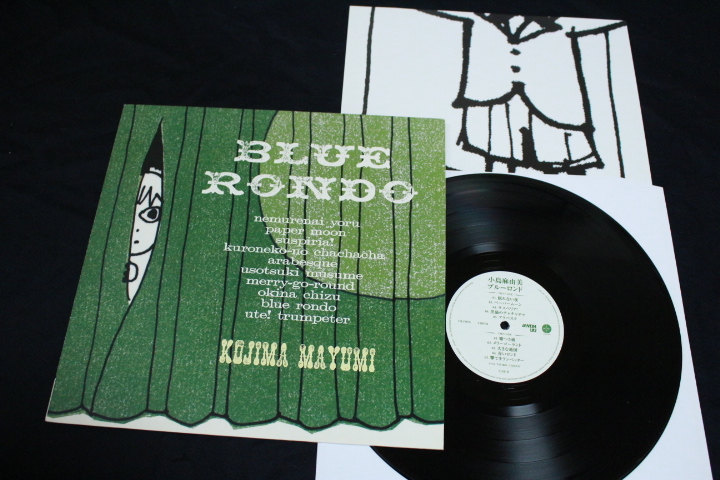 BLUE
RONDO
nemurenai yoru
paper moon
suspiria!
kuroneko-no chachacha
arabesque
usotsuki musume
merry-go-round
okina chizu
blue rondo
ute! trumpeter
KOJIMA MAYUMI
小島麻由美
ブルーロンド